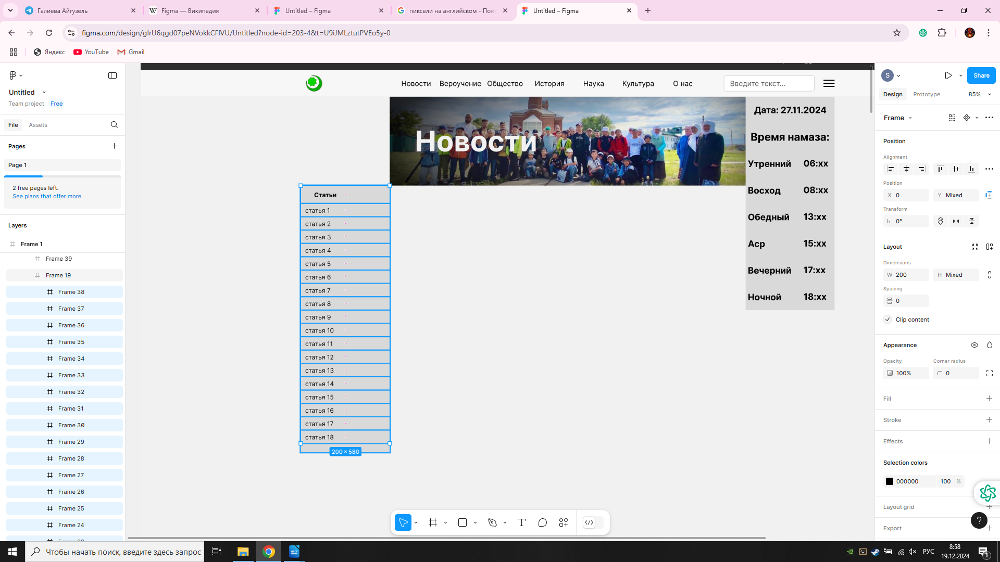 Галиева Айгузель
Figma — Википедия
Untitled – Figma
пиксели на английском - Поис
Untitled – Figma
figma.com/design/gIrU6qgd07peNVokkCFlVU/Untitled?node-id=203-4&t=U9iJMLztutPVEo5y-0
Яндекс
YouTube
Gmail
Untitled
Team project
Free
File
Assets
Pages
Page 1
2 free pages left.
See plans that offer more
Layers
Frame 1
Frame 39
Frame 19
Frame 38
Frame 37
Frame 36
Frame 35
Frame 34
Frame 33
Frame 32
Frame 31
Frame 30
Frame 29
Frame 28
Frame 27
Frame 26
Frame 25
Frame 24
Новости
Вероучение
Общество
История
Наука
Культура
О нас
Введите текст...
Новости
Дата: 27.11.2024
Время намаза:
Утренний 06:xx
Восход 08:xx
Обедный 13:xx
Аср 15:xx
Вечерний 17:xx
Ночной 18:xx
Статьи
статья 1
статья 2
статья 3
статья 4
статья 5
статья 6
статья 7
статья 8
статья 9
статья 10
статья 11
статья 12
статья 13
статья 14
статья 15
статья 16
статья 17
статья 18
200 × 580
S
Share
Design
Prototype
85%
Frame
Position
Alignment
Position
X 0
Y Mixed
Transform
0°
Layout
Dimensions
W 200
H Mixed
Spacing
0
Clip content
Appearance
Opacity
Corner radius
100%
0
Fill
Stroke
Effects
Selection colors
000000
100 %
Layout grid
Export
?
Чтобы начать поиск, введите здесь запрос
РУС
8:58
19.12.2024
1